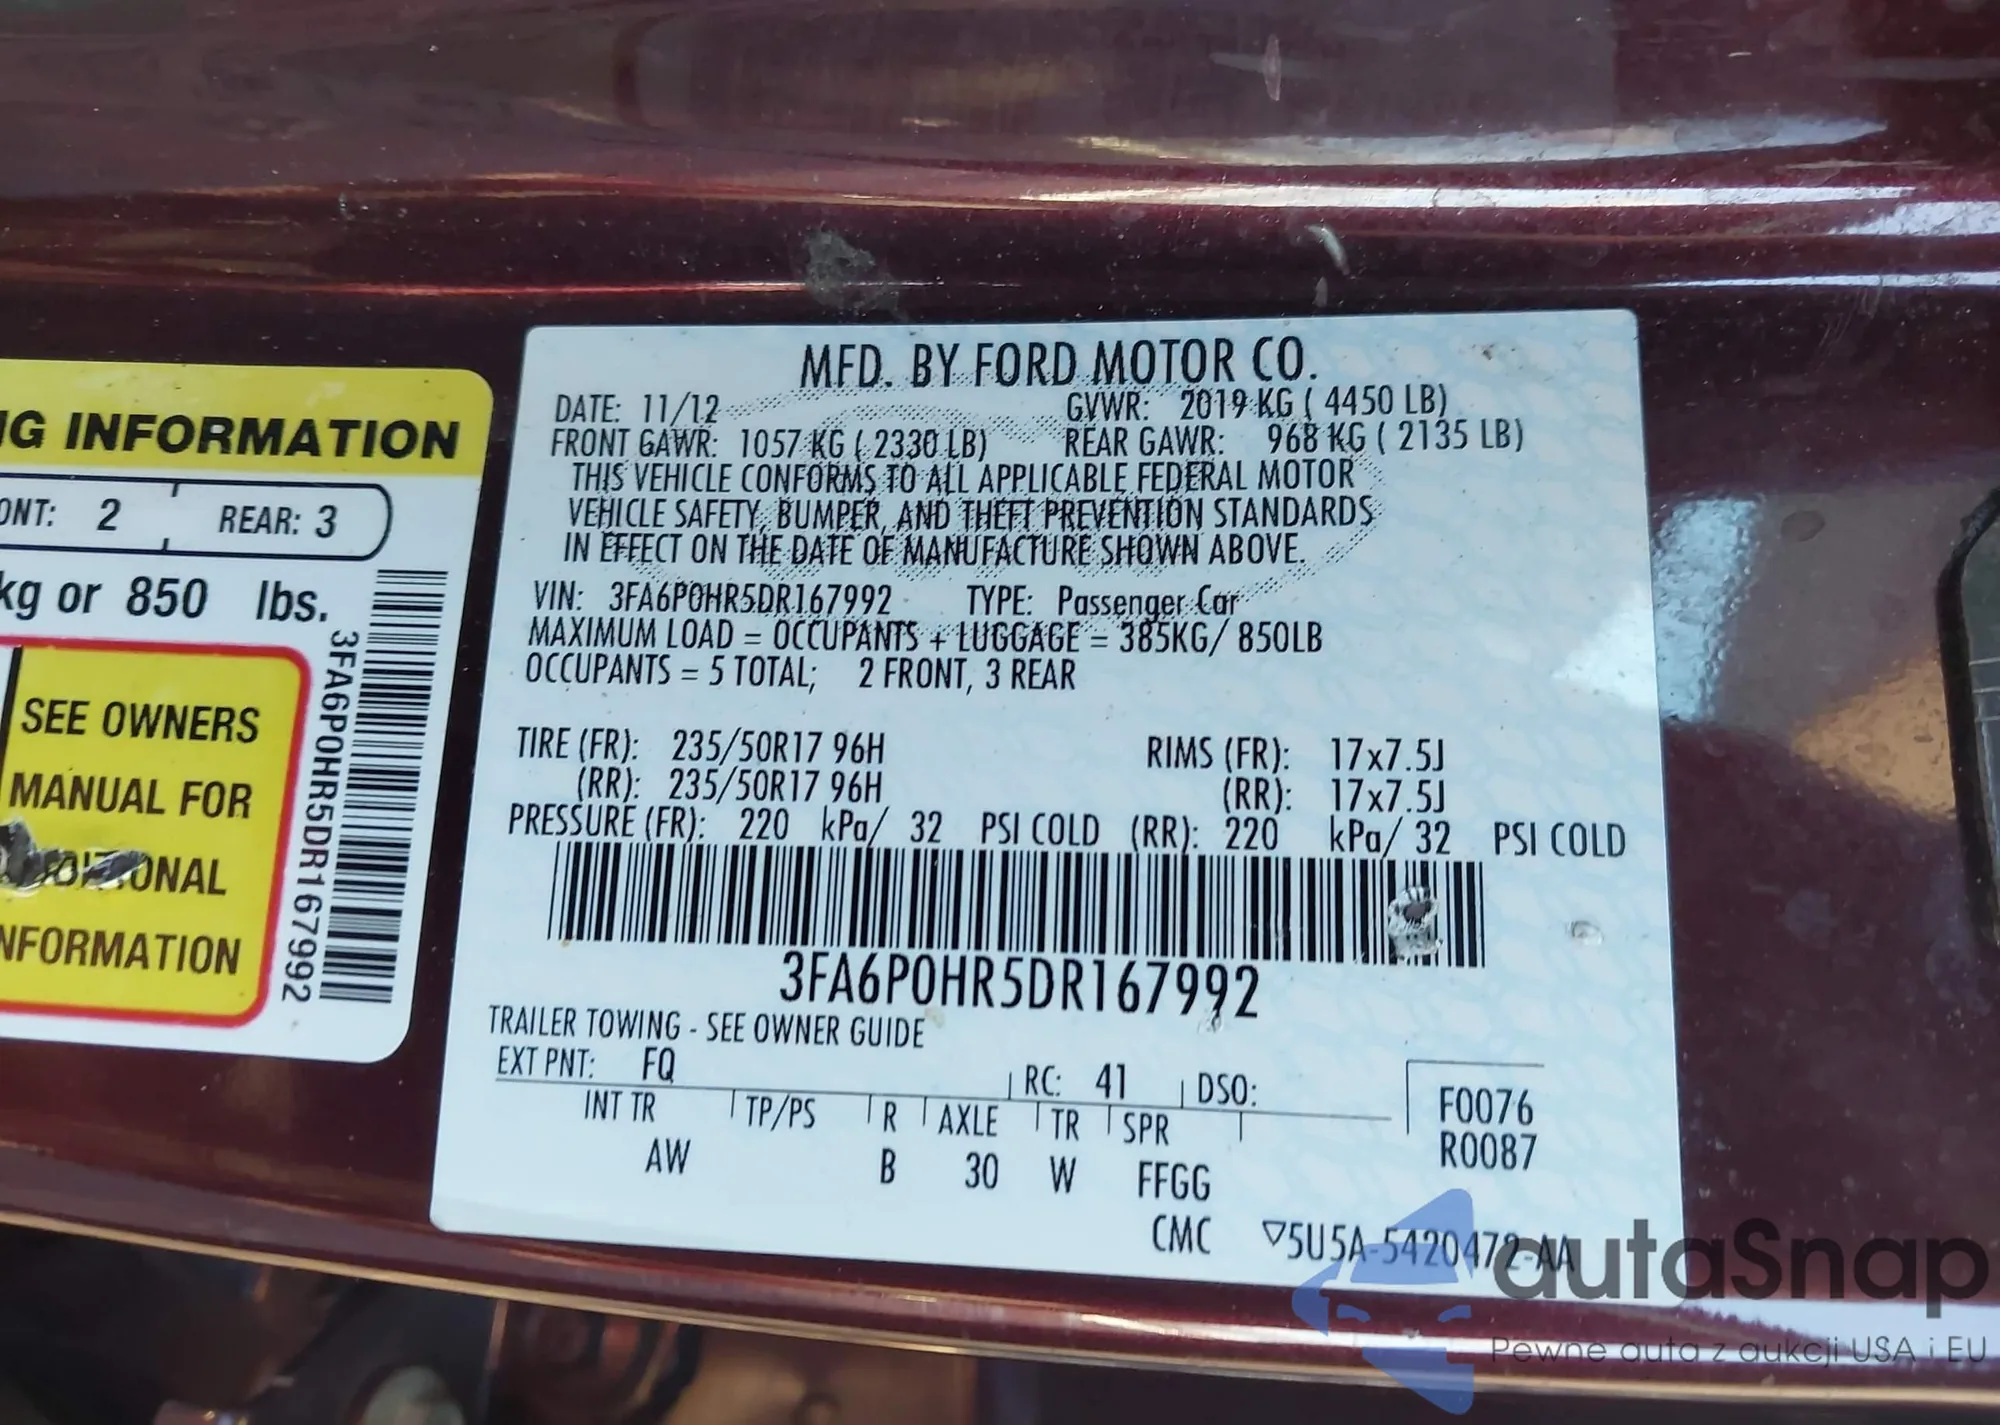 MFD. BY FORD MOTOR CO.
DATE: 11/12 GVWR: 2019 KG ( 4450 LB)
FRONT GAWR: 1057 KG ( 2330 LB) REAR GAWR: 968 KG ( 2135 LB)
THIS VEHICLE CONFORMS TO ALL APPLICABLE FEDERAL MOTOR
VEHICLE SAFETY, BUMPER, AND THEFT PREVENTION STANDARDS
IN EFFECT ON THE DATE OF MANUFACTURE SHOWN ABOVE.
VIN: 3FA6P0HR5DR167992 TYPE: Passenger Car
MAXIMUM LOAD = OCCUPANTS + LUGGAGE = 385KG/ 850LB
OCCUPANTS = 5 TOTAL; 2 FRONT, 3 REAR
TIRE (FR): 235/50R17 96H RIMS (FR): 17x7.5J
(RR): 235/50R17 96H (RR): 17x7.5J
PRESSURE (FR): 220 kPa/ 32 PSI COLD (RR): 220 kPa/ 32 PSI COLD
3FA6P0HR5DR167992
TRAILER TOWING - SEE OWNER GUIDE
EXT PNT: FQ RC: 41 DSO:
INT TR TP/PS R AXLE TR SPR F0076
AW B 30 W FFGG R0087
CMC ▽5U5A-5420472-AA
G INFORMATION
ONT: 2 REAR: 3
kg or 850 lbs.
SEE OWNERS
MANUAL FOR
INFORMATION
3FA6P0HR5DR167992
autaSnap
Pewne auta z aukcji USA i EU